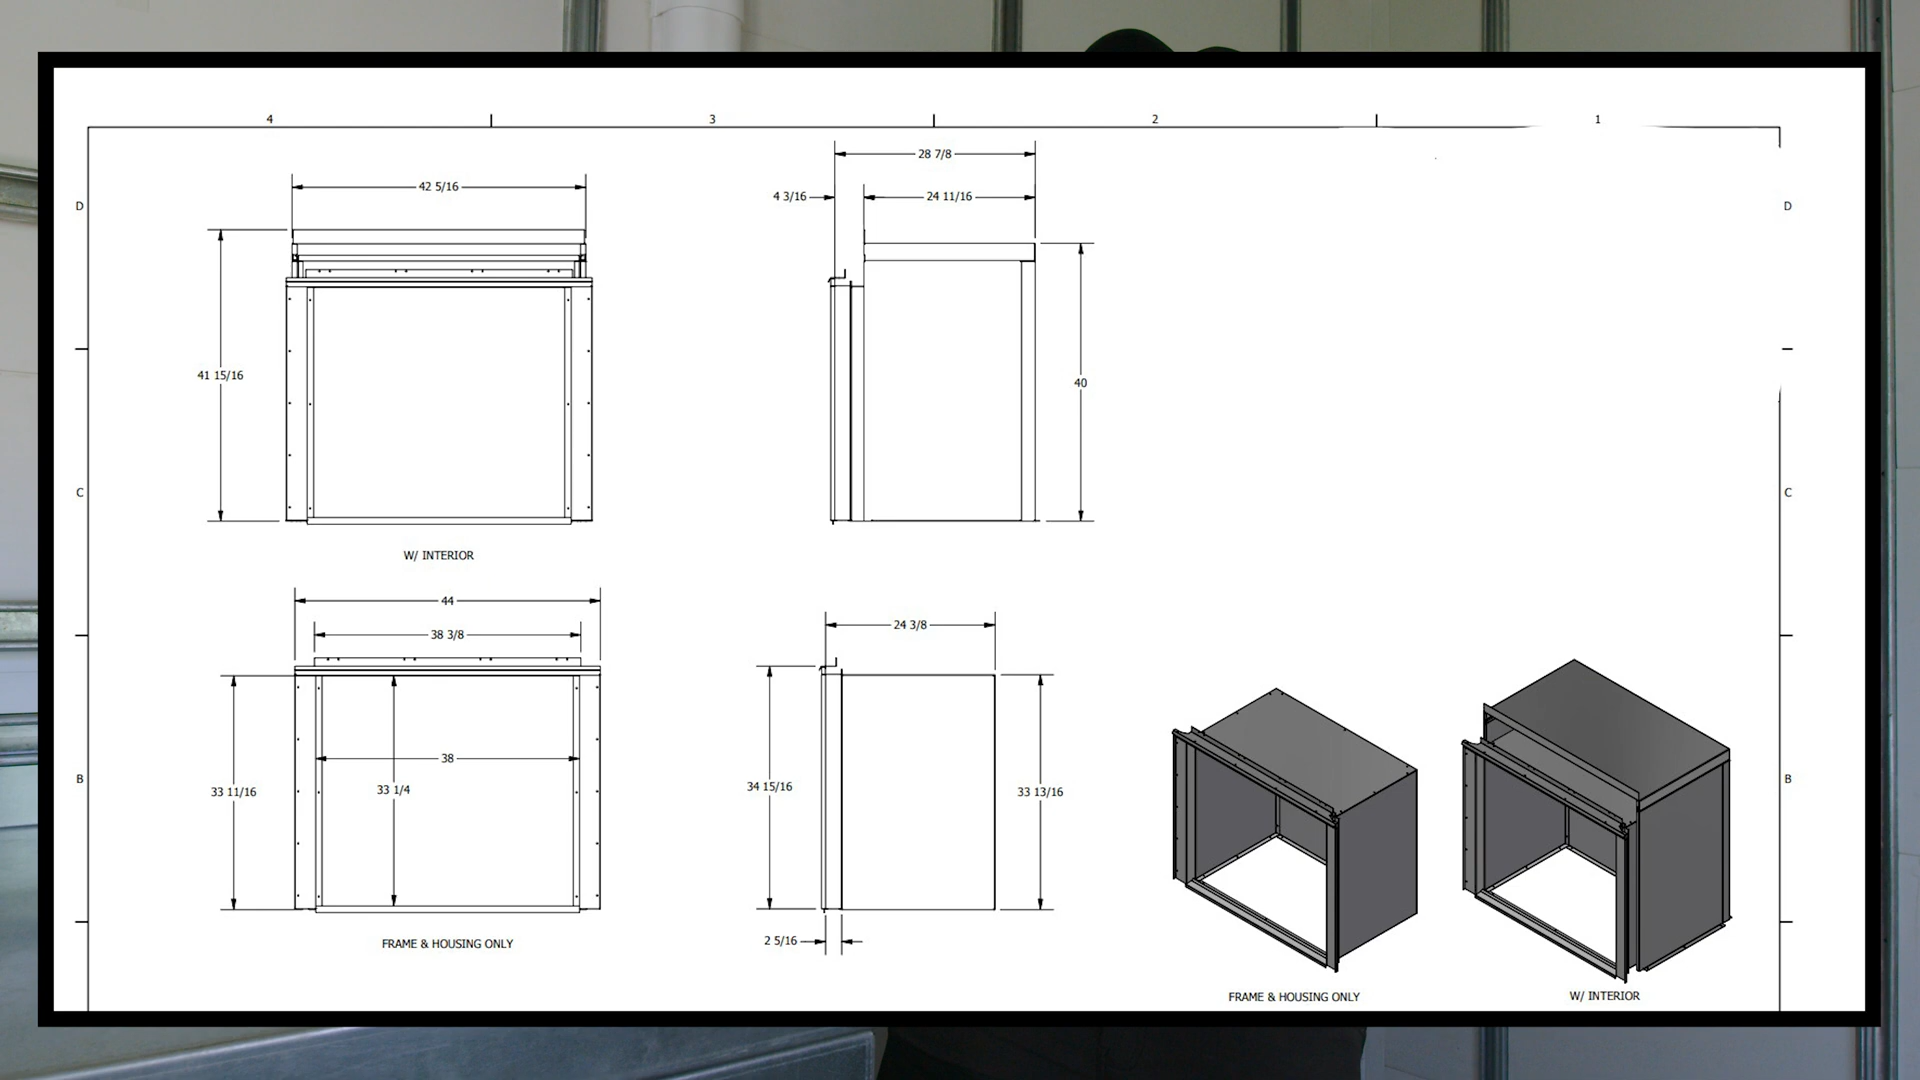 4 3 2 1
28 7/8
42 5/16
4 3/16 24 11/16
D D
41 15/16
40
C C
W/ INTERIOR
44
24 3/8
38 3/8
38
B B
34 15/16
33 1/4
33 11/16
33 13/16
2 5/16
FRAME & HOUSING ONLY
FRAME & HOUSING ONLY
W/ INTERIOR